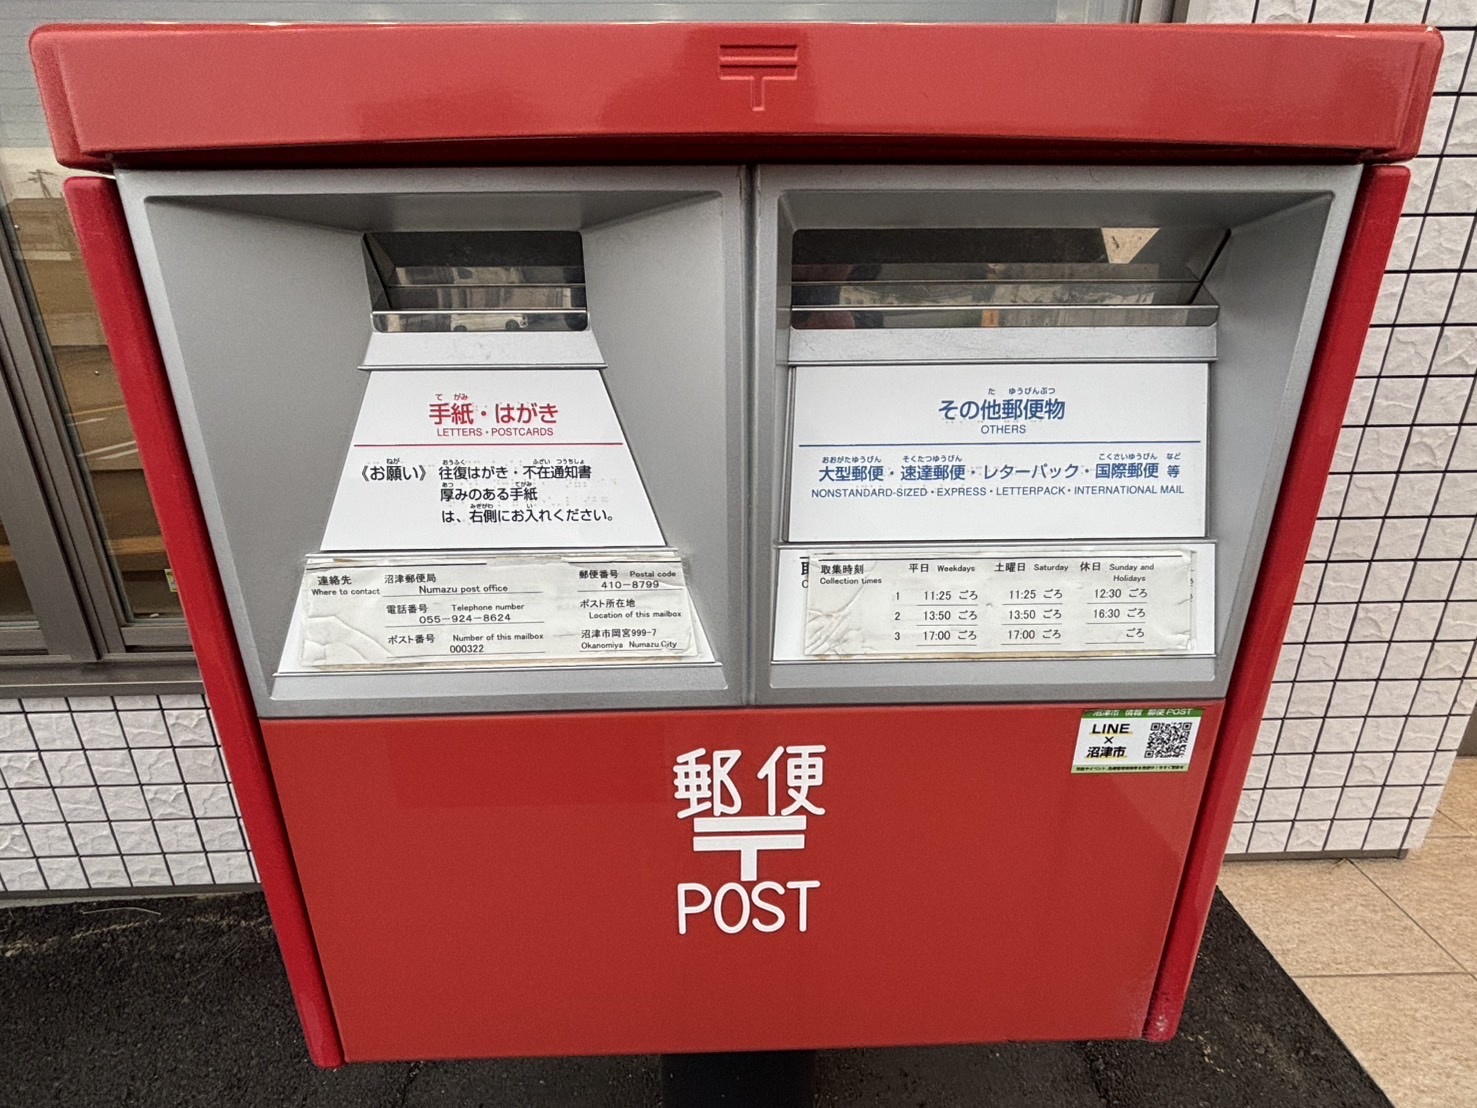 てがみ
手紙・はがき
LETTERS・POSTCARDS
ねが おうふく ふざい つうちしょ
《お願い》 往復はがき・不在通知書
あつ てがみ
厚みのある手紙
みぎがわ い
は、右側にお入れください。
連絡先 沼津郵便局
Where to contact Numazu post office
電話番号 Telephone number
055-924-8624
ポスト番号 Number of this mailbox
000322
郵便番号 Postal code
410-8799
ポスト所在地
Location of this mailbox
沼津市岡宮999-7
Okanomiya Numazu City
た ゆうびんぶつ
その他郵便物
OTHERS
おおがたゆうびん そくたつゆうびん こくさいゆうびん など
大型郵便・速達郵便・レターパック・国際郵便 等
NONSTANDARD-SIZED・EXPRESS・LETTERPACK・INTERNATIONAL MAIL
取集時刻 平日 Weekdays 土曜日 Saturday 休日 Sunday and
Collection times Holidays
1 11:25 ごろ 11:25 ごろ 12:30 ごろ
2 13:50 ごろ 13:50 ごろ 16:30 ごろ
3 17:00 ごろ 17:00 ごろ ごろ
沼津市 情報 郵便POST
LINE
×
沼津市
郵便
〒
POST